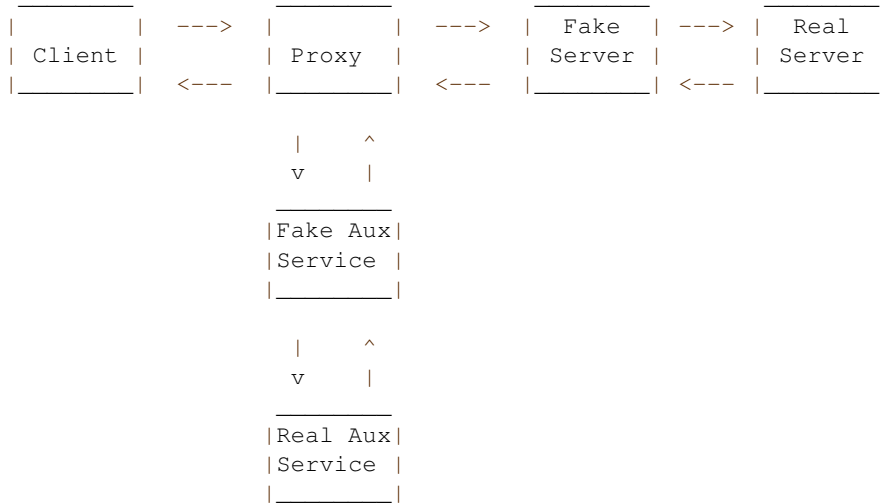 Client ---> Proxy ---> Fake Server ---> Real Server
<--- <--- <---
| ^
v |
Fake Aux Service
| ^
v |
Real Aux Service